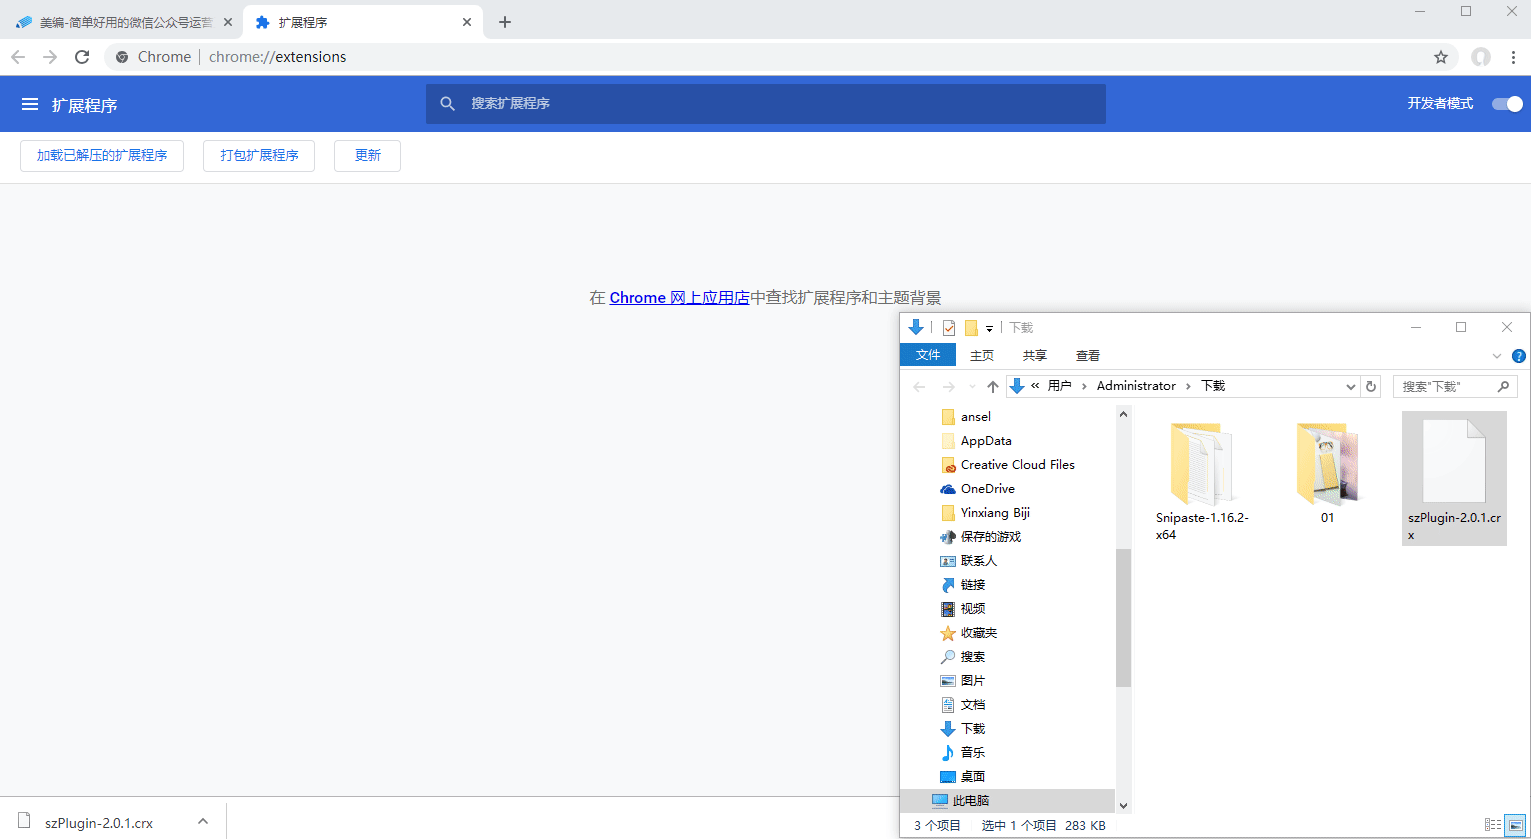 美编-简单好用的微信公众号运营
扩展程序
Chrome
chrome://extensions
扩展程序
搜索扩展程序
开发者模式
加载已解压的扩展程序
打包扩展程序
更新
在 Chrome 网上应用店中查找扩展程序和主题背景
下载
文件
主页
共享
查看
« 用户 › Administrator › 下载
搜索"下载"
ansel
AppData
Creative Cloud Files
OneDrive
Yinxiang Biji
保存的游戏
联系人
链接
视频
收藏夹
搜索
图片
文档
下载
音乐
桌面
此电脑
Snipaste-1.16.2-
x64
01
szPlugin-2.0.1.cr
x
3 个项目
选中 1 个项目 283 KB
szPlugin-2.0.1.crx